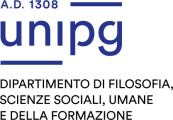 A.D. 1308
unipg
DIPARTIMENTO DI FILOSOFIA,
SCIENZE SOCIALI, UMANE
E DELLA FORMAZIONE